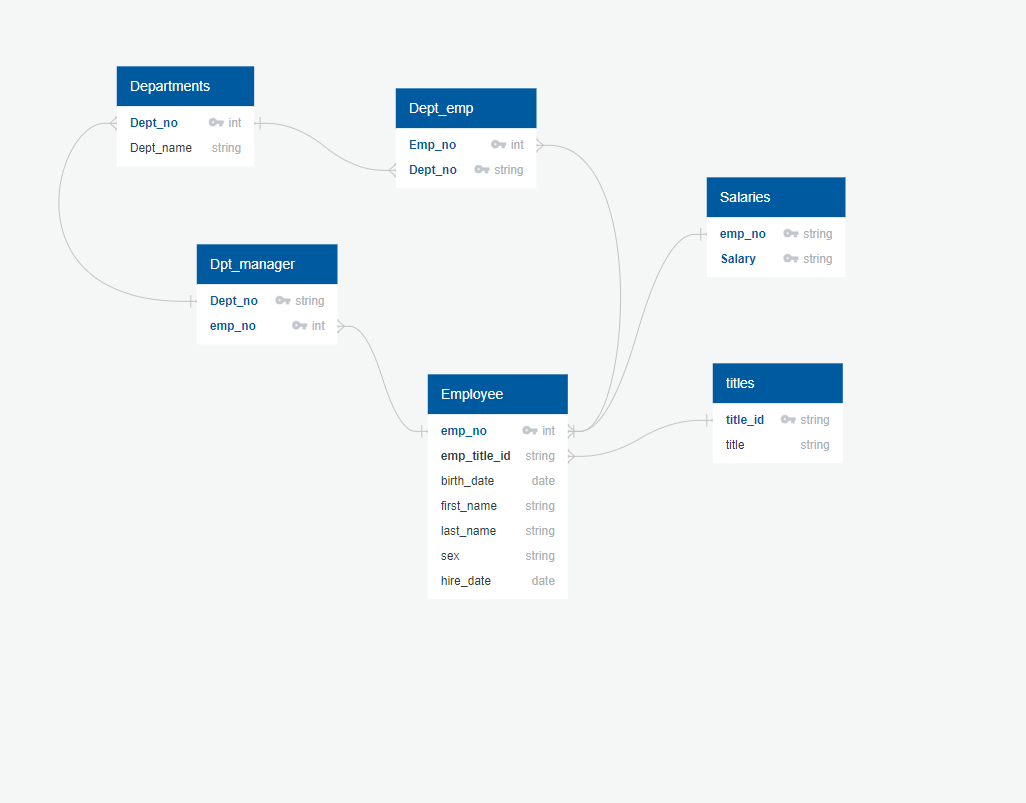 Departments
Dept_no int
Dept_name string
Dept_emp
Emp_no int
Dept_no string
Salaries
emp_no string
Salary string
Dpt_manager
Dept_no string
emp_no int
titles
title_id string
title string
Employee
emp_no int
emp_title_id string
birth_date date
first_name string
last_name string
sex string
hire_date date